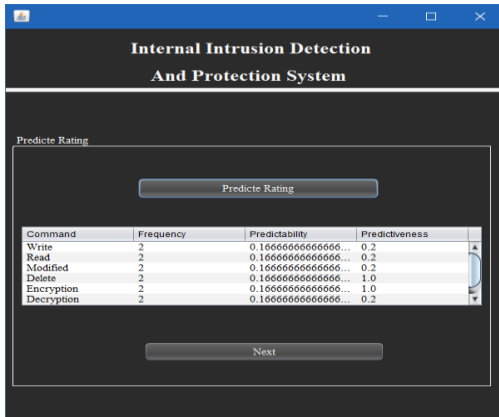 Internal Intrusion Detection
And Protection System
Predicte Rating
Predicte Rating
Command Frequency Predictability Predictiveness
Write 2 0.16666666666666... 0.2
Read 2 0.16666666666666... 0.2
Modified 2 0.16666666666666... 0.2
Delete 2 0.16666666666666... 1.0
Encryption 2 0.16666666666666... 1.0
Decryption 2 0.16666666666666... 0.2
Next